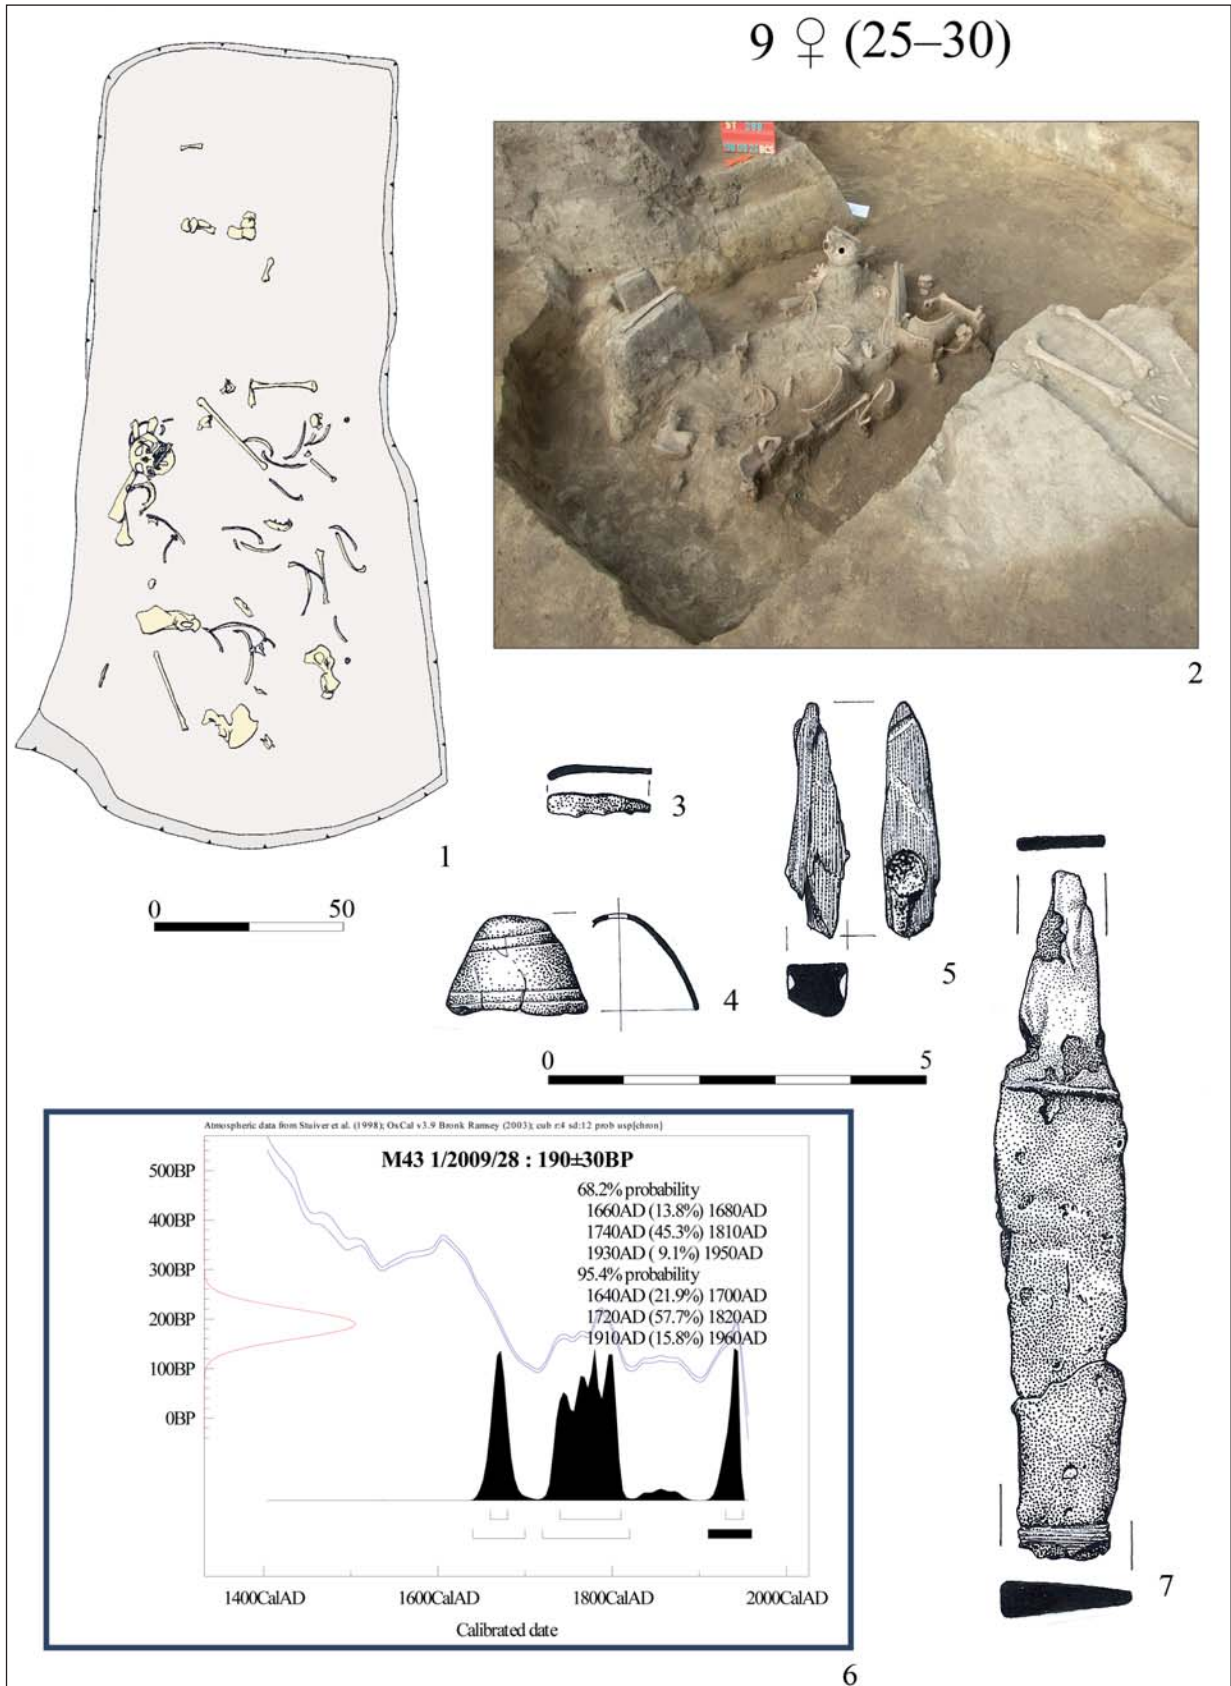 9 ♀ (25–30)
2
3
1
0 50
5
4
0 5
Atmospheric data from Stuiver et al. (1998); OxCal v3.9 Bronk Ramsey (2003); cub r:4 sd:12 prob usp[chron]
M43 1/2009/28 : 190±30BP
68.2% probability
1660AD (13.8%) 1680AD
1740AD (45.3%) 1810AD
1930AD ( 9.1%) 1950AD
95.4% probability
1640AD (21.9%) 1700AD
1720AD (57.7%) 1820AD
1910AD (15.8%) 1960AD
500BP
400BP
300BP
200BP
100BP
0BP
1400CalAD 1600CalAD 1800CalAD 2000CalAD
Calibrated date
7
6